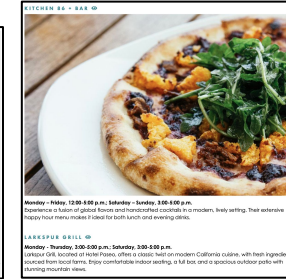 KITCHEN 86 + BAR
Monday – Friday, 12:00-5:00 p.m.; Saturday – Sunday, 3:00-5:00 p.m.
Experience a fusion of global flavors and handcrafted cocktails in a modern, lively setting. Their extensive
happy hour menu makes it ideal for both lunch and evening drinks.
LARKSPUR GRILL
Monday - Thursday, 3:00-5:00 p.m.; Saturday, 3:00-5:00 p.m.
Larkspur Grill, located at Hotel Paseo, offers a classic twist on modern California cuisine, with fresh ingredie
sourced from local farms. Enjoy comfortable indoor seating, a full bar, and a spacious outdoor patio with
stunning mountain views.